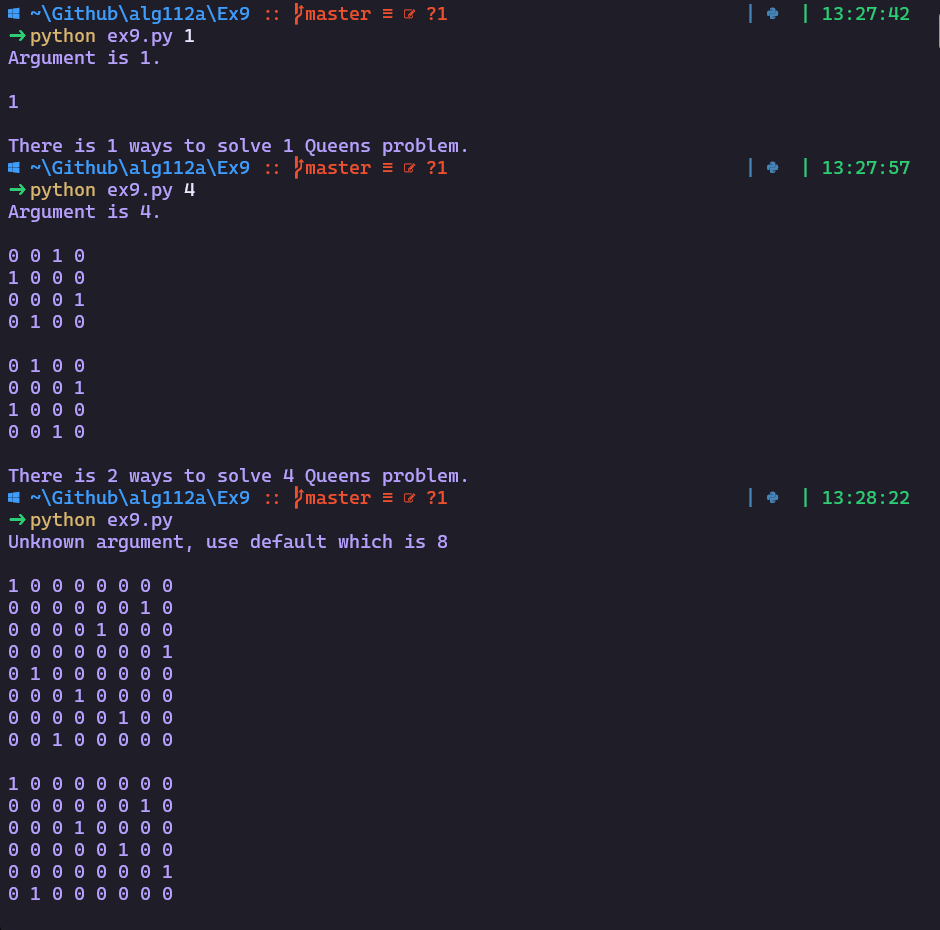 ~\Github\alg112a\Ex9 :: master ≡ ?1 | | 13:27:42
→python ex9.py 1
Argument is 1.
1
There is 1 ways to solve 1 Queens problem.
~\Github\alg112a\Ex9 :: master ≡ ?1 | | 13:27:57
→python ex9.py 4
Argument is 4.
0 0 1 0
1 0 0 0
0 0 0 1
0 1 0 0
0 1 0 0
0 0 0 1
1 0 0 0
0 0 1 0
There is 2 ways to solve 4 Queens problem.
~\Github\alg112a\Ex9 :: master ≡ ?1 | | 13:28:22
→python ex9.py
Unknown argument, use default which is 8
1 0 0 0 0 0 0 0
0 0 0 0 0 0 1 0
0 0 0 0 1 0 0 0
0 0 0 0 0 0 0 1
0 1 0 0 0 0 0 0
0 0 0 1 0 0 0 0
0 0 0 0 0 1 0 0
0 0 1 0 0 0 0 0
1 0 0 0 0 0 0 0
0 0 0 0 0 0 1 0
0 0 0 1 0 0 0 0
0 0 0 0 0 1 0 0
0 0 0 0 0 0 0 1
0 1 0 0 0 0 0 0